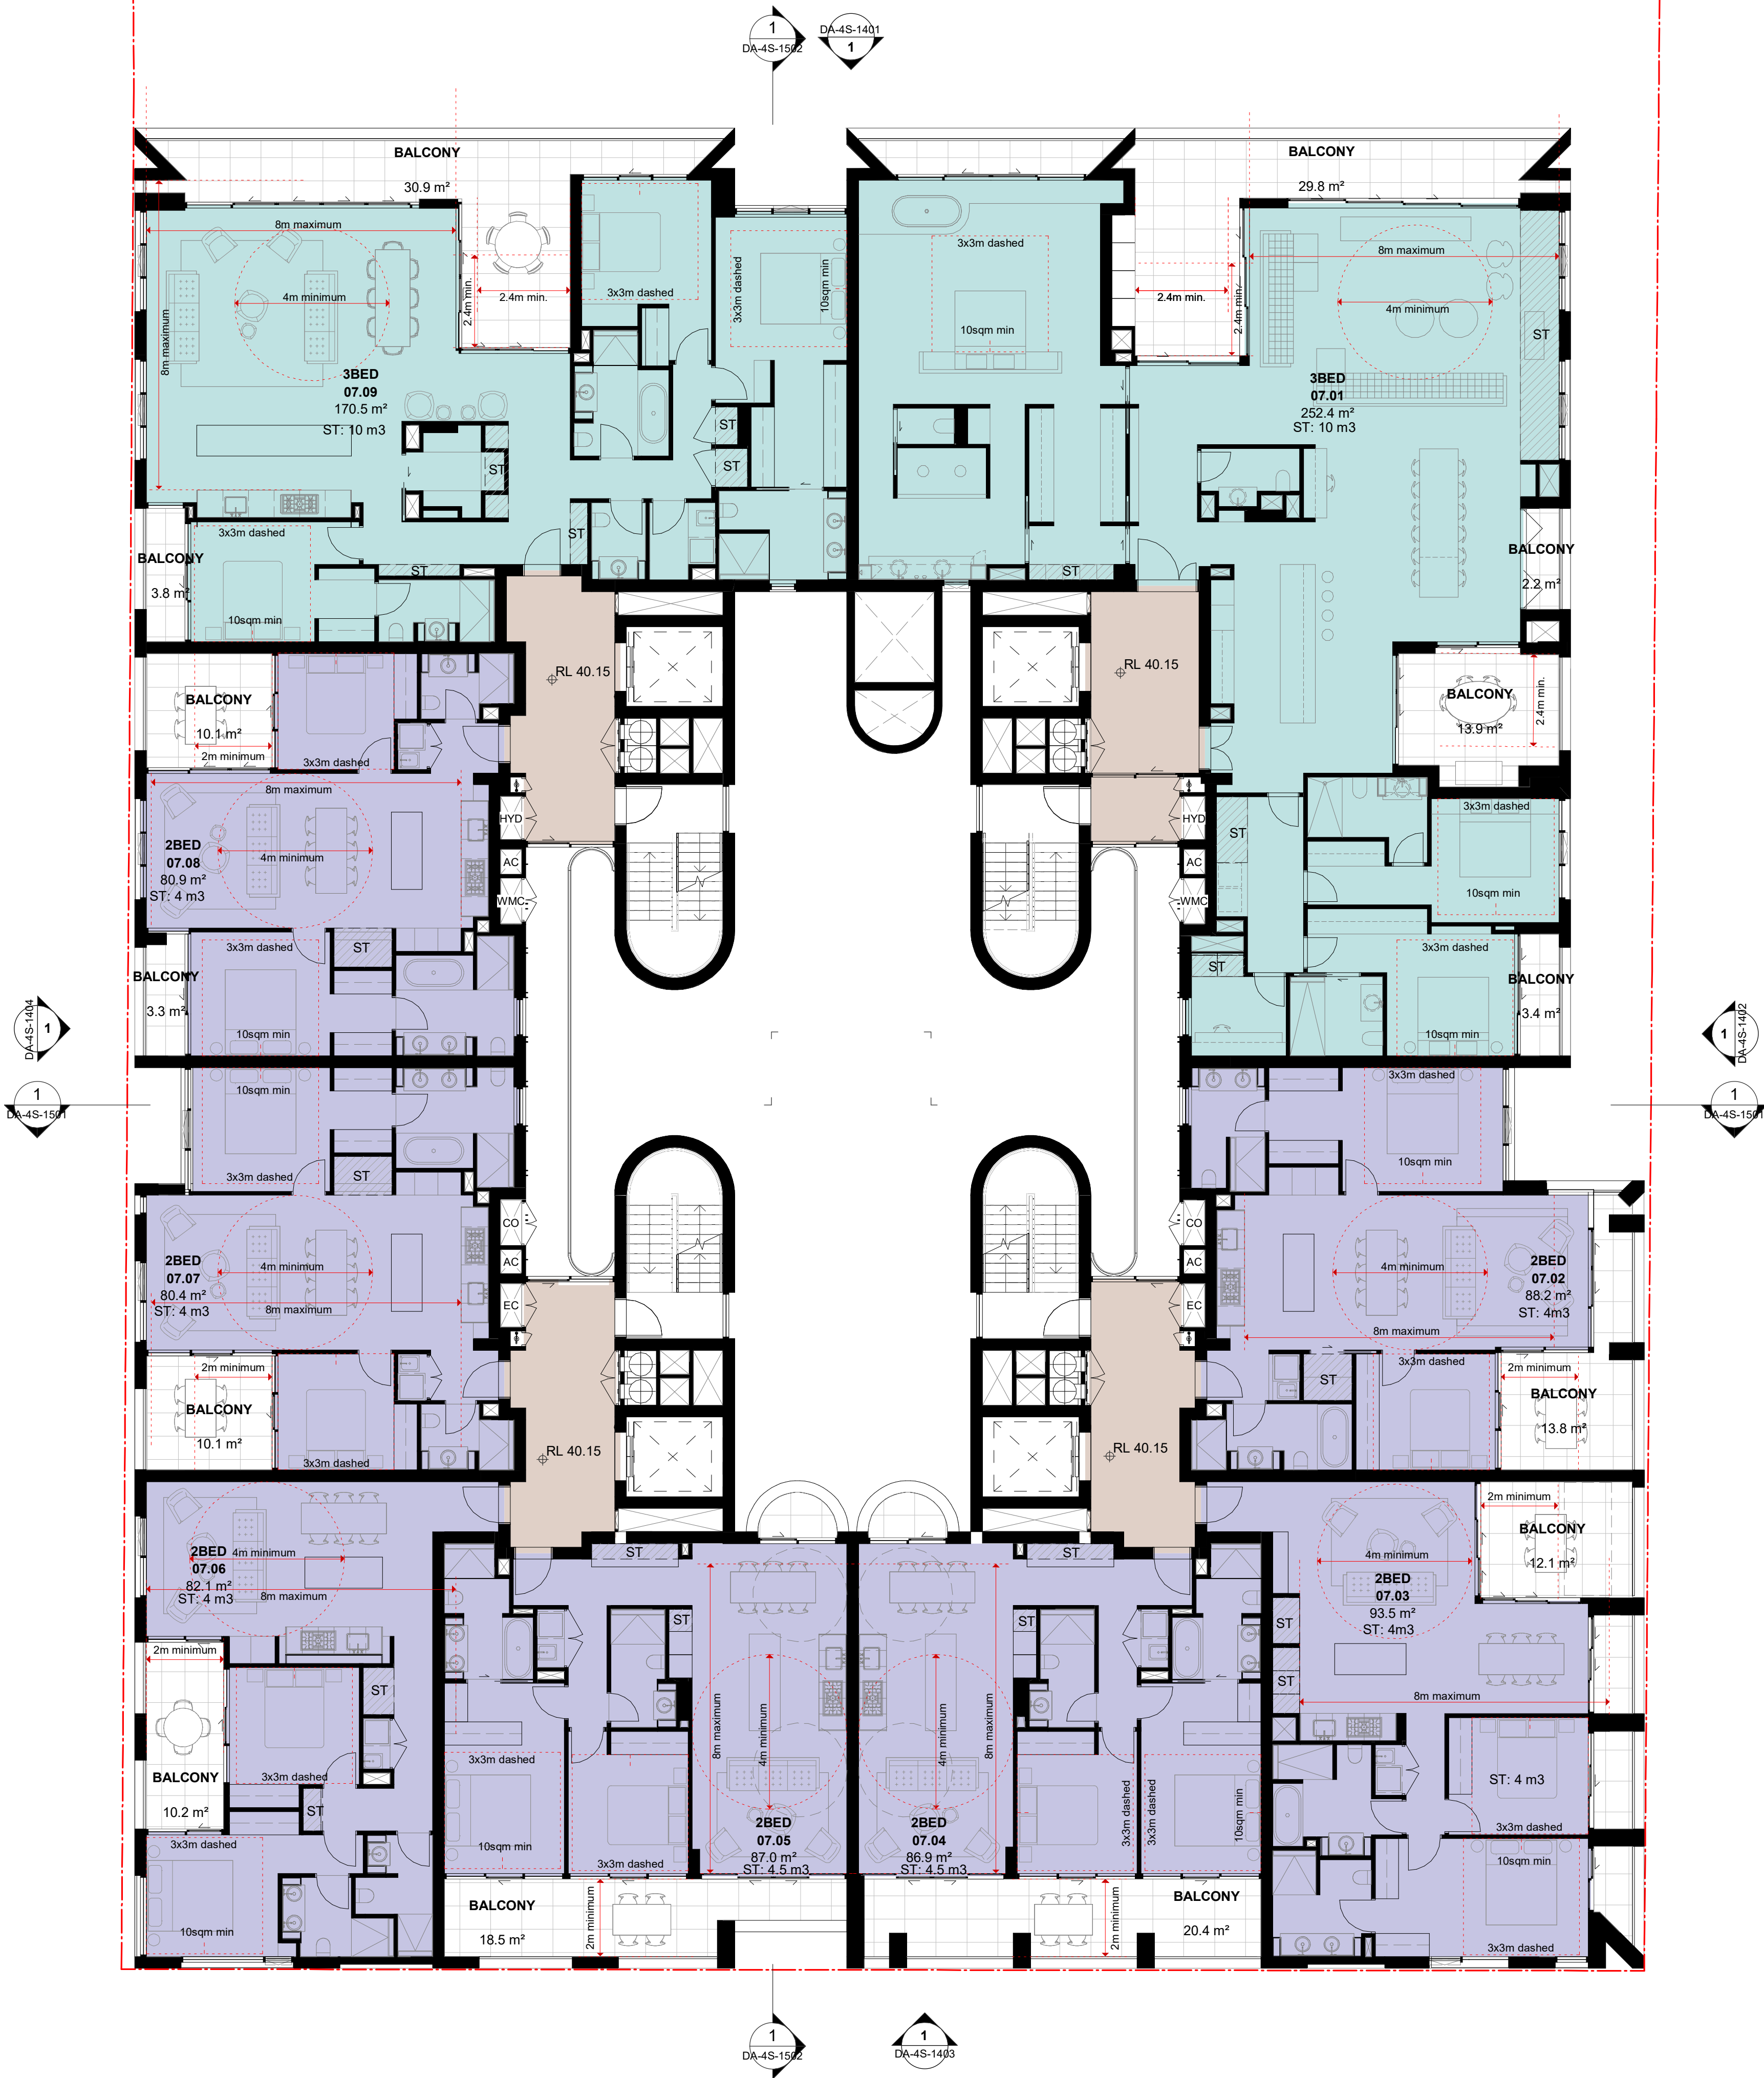 1
DA-4S-1502
DA-4S-1401
1
BALCONY
30.9 m²
BALCONY
29.8 m²
8m maximum
4m minimum
8m maximum
2.4m min.
2.4m min.
3x3m dashed
3x3m dashed
10sqm min
3BED
07.09
170.5 m²
ST: 10 m3
ST
ST
ST
ST
ST
3x3m dashed
10sqm min
BALCONY
3.8 m²
3x3m dashed
10sqm min
2.4m min.
2.4m min.
8m maximum
4m minimum
ST
3BED
07.01
252.4 m²
ST: 10 m3
ST
BALCONY
2.2 m²
BALCONY
13.9 m²
2.4m min.
RL 40.15
RL 40.15
BALCONY
10.1 m²
2m minimum
3x3m dashed
8m maximum
4m minimum
2BED
07.08
80.9 m²
ST: 4 m3
HYD
AC
WMC
HYD
AC
WMC
ST
3x3m dashed
10sqm min
ST
3x3m dashed
10sqm min
BALCONY
3.4 m²
3x3m dashed
ST
BALCONY
3.3 m²
10sqm min
DA-4S-1404
1
1
DA-4S-1402
1
DA-4S-1501
1
DA-4S-1501
10sqm min
3x3m dashed
ST
2BED
07.07
80.4 m²
ST: 4 m3
4m minimum
8m maximum
CO
AC
EC
CO
AC
EC
3x3m dashed
10sqm min
4m minimum
8m maximum
2BED
07.02
88.2 m²
ST: 4m3
2m minimum
BALCONY
10.1 m²
3x3m dashed
ST
3x3m dashed
2m minimum
BALCONY
13.8 m²
RL 40.15
RL 40.15
2BED
07.06
82.1 m²
ST: 4 m3
4m minimum
8m maximum
2m minimum
BALCONY
10.2 m²
3x3m dashed
ST
ST
3x3m dashed
10sqm min
ST
ST
3x3m dashed
10sqm min
3x3m dashed
8m maximum
4m minimum
2BED
07.05
87.0 m²
ST: 4.5 m3
BALCONY
18.5 m²
2m minimum
ST
ST
4m minimum
8m maximum
2BED
07.04
86.9 m²
ST: 4.5 m3
3x3m dashed
3x3m dashed
10sqm min
2m minimum
BALCONY
20.4 m²
2m minimum
BALCONY
12.1 m²
4m minimum
2BED
07.03
93.5 m²
ST: 4m3
ST
ST
8m maximum
ST: 4 m3
3x3m dashed
10sqm min
3x3m dashed
1
DA-4S-1502
1
DA-4S-1403